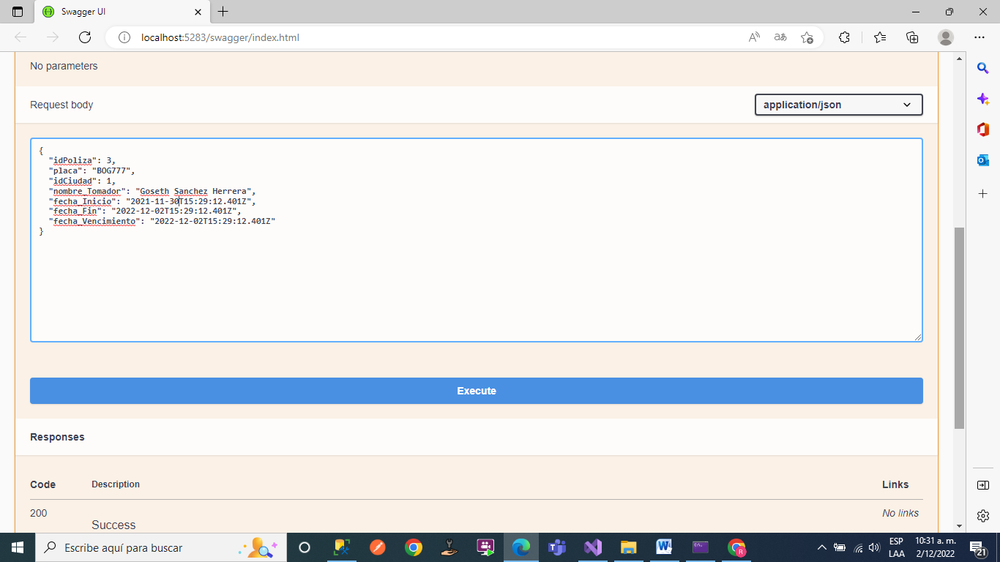 Swagger UI
localhost:5283/swagger/index.html
No parameters
Request body
application/json
{
"idPoliza": 3,
"placa": "BOG777",
"idCiudad": 1,
"nombre_Tomador": "Goseth Sanchez Herrera",
"fecha_Inicio": "2021-11-30T15:29:12.401Z",
"fecha_Fin": "2022-12-02T15:29:12.401Z",
"fecha_Vencimiento": "2022-12-02T15:29:12.401Z"
}
Execute
Responses
Code Description Links
200 No links
Success
Escribe aquí para buscar
ESP 10:31 a. m.
LAA 2/12/2022
21